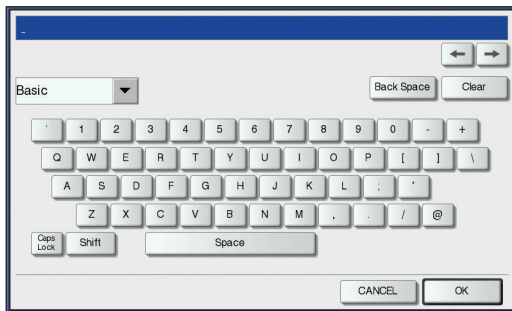 _
Basic
Back Space Clear
' 1 2 3 4 5 6 7 8 9 0 - +
Q W E R T Y U I O P [ ] \
A S D F G H J K L ; '
Z X C V B N M , . / @
Caps Lock Shift Space
CANCEL OK